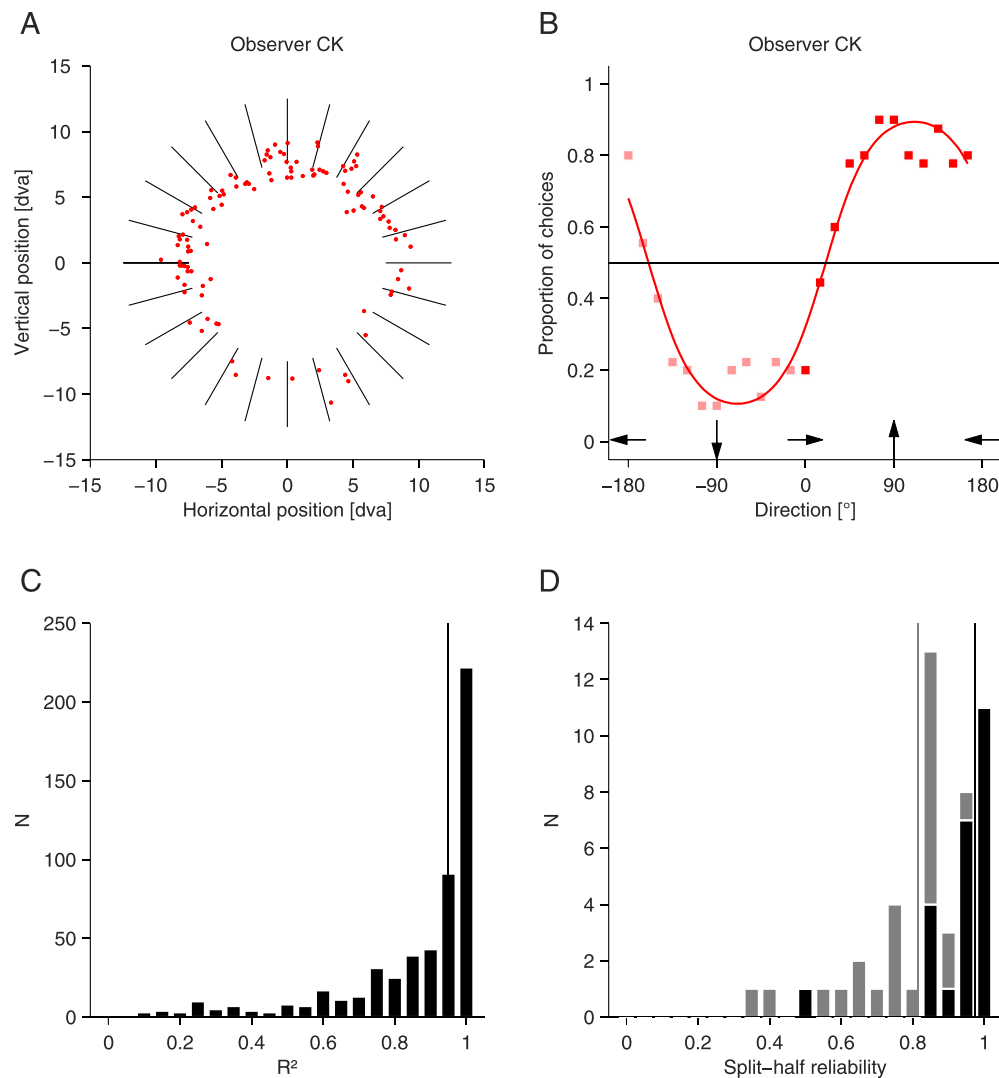 A
Observer CK
15
10
5
0
−5
−10
−15
−15 −10 −5 0 5 10 15
Vertical position [dva]
Horizontal position [dva]
B
Observer CK
1
0.8
0.6
0.4
0.2
0
−180 −90 0 90 180
Proportion of choices
Direction [°]
C
250
200
150
100
50
0
0 0.2 0.4 0.6 0.8 1
N
R²
D
14
12
10
8
6
4
2
0
0 0.2 0.4 0.6 0.8 1
N
Split−half reliability